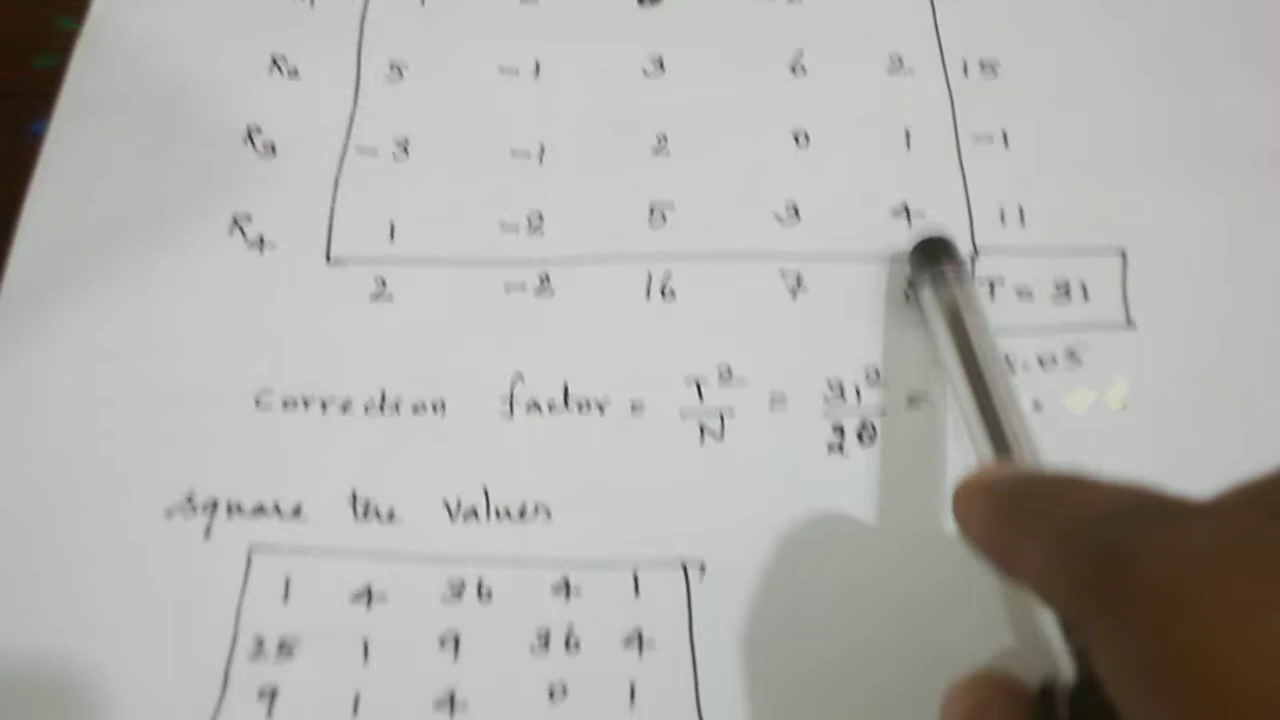 R2 5 -1 3 6 2 15
R3 -3 -1 2 0 1 -1
R4 1 -2 5 3 4 11
2 -2 16 7 T = 31
correction factor = T²/N = 31²/20 =
square the values
1 4 36 4 1
25 1 9 36 4
9 1 4 0 1